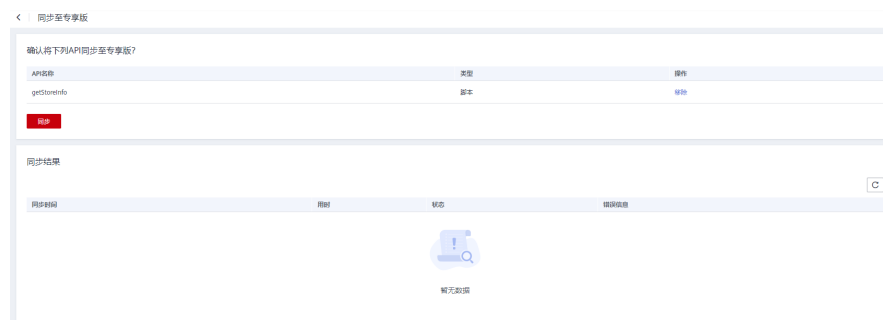 同步至专享版
确认将下列API同步至专享版？
API名称 类型 操作
getStoreInfo 脚本 移除
同步
同步结果
同步时间 用时 状态 错误信息
暂无数据